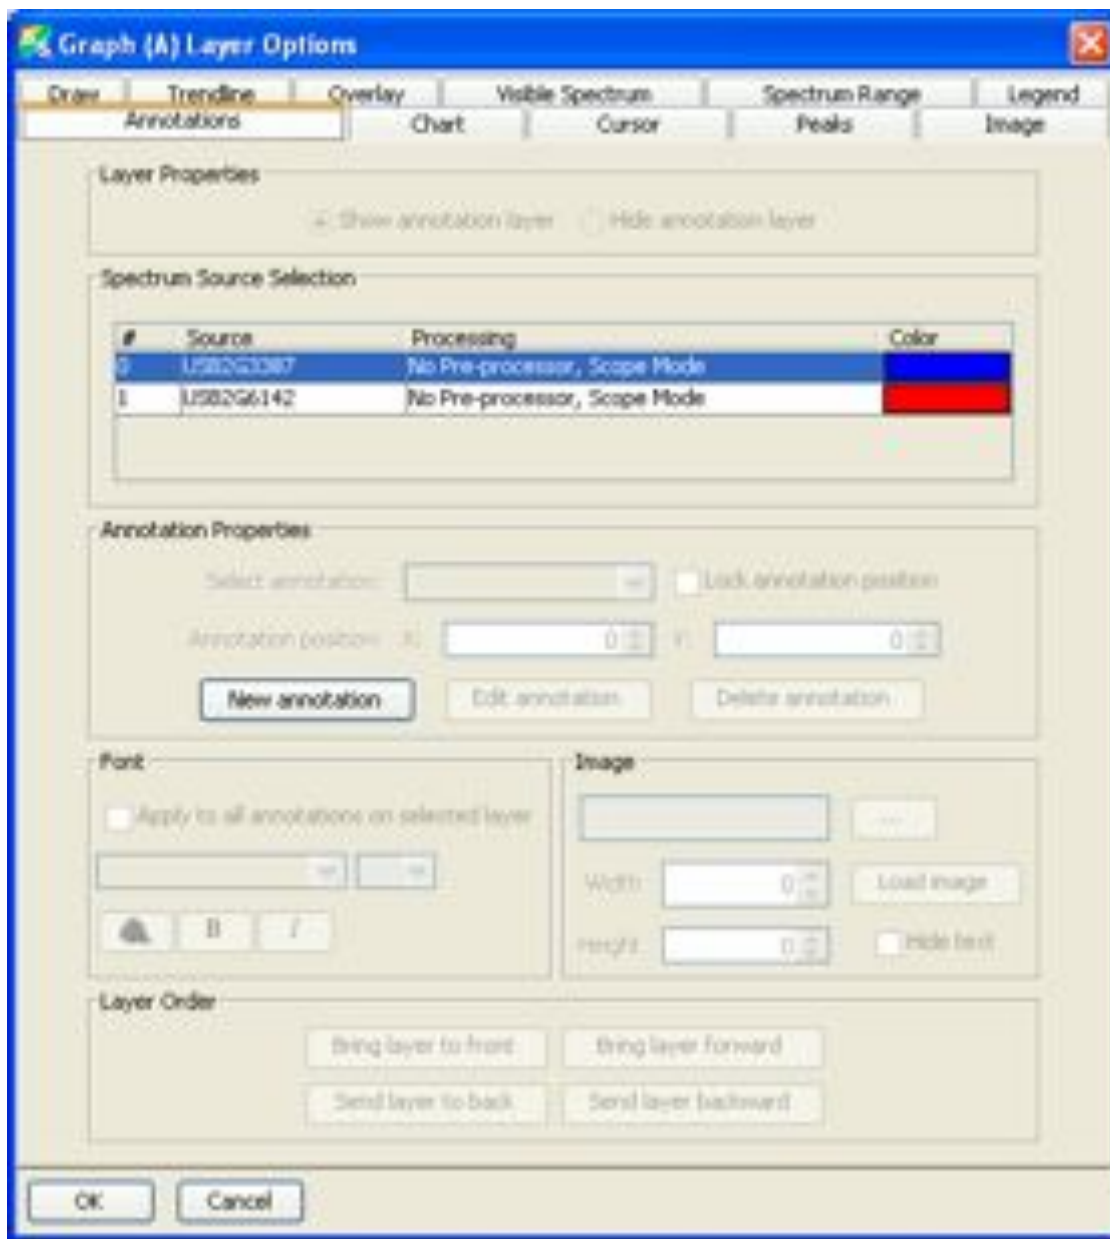 Graph (A) Layer Options
Draw Trendline Overlay Visible Spectrum Spectrum Range Legend
Annotations Chart Cursor Peaks Image
Layer Properties
Show annotation layer Hide annotation layer
Spectrum Source Selection
# Source Processing Color
0 USB2G3387 No Pre-processor, Scope Mode
1 USB2G6142 No Pre-processor, Scope Mode
Annotation Properties
Select annotation: Lock annotation position
Annotation position: X: 0 Y: 0
New annotation Edit annotation Delete annotation
Font Image
Apply to all annotations on selected layer ...
Width 0 Load image
B I
Height 0 Hide text
Layer Order
Bring layer to front Bring layer forward
Send layer to back Send layer backward
OK Cancel